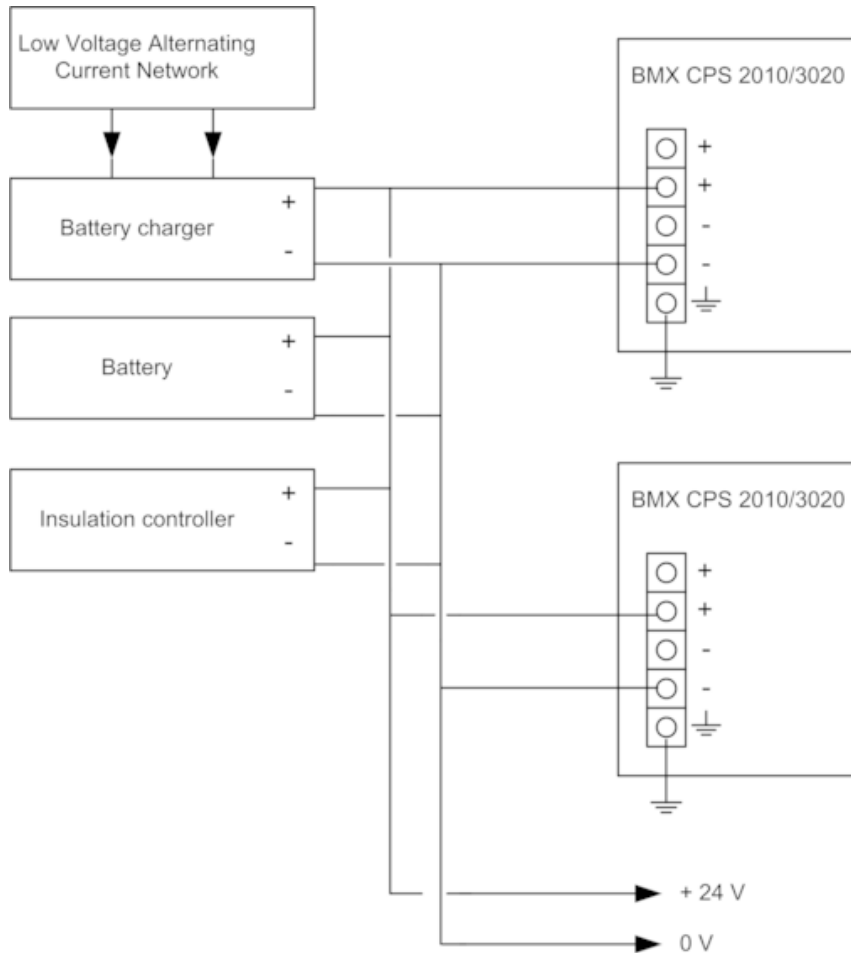 Low Voltage Alternating
Current Network
BMX CPS 2010/3020
+
+
-
-
Battery charger
+
-
Battery
+
-
Insulation controller
+
-
BMX CPS 2010/3020
+
+
-
-
+ 24 V
0 V